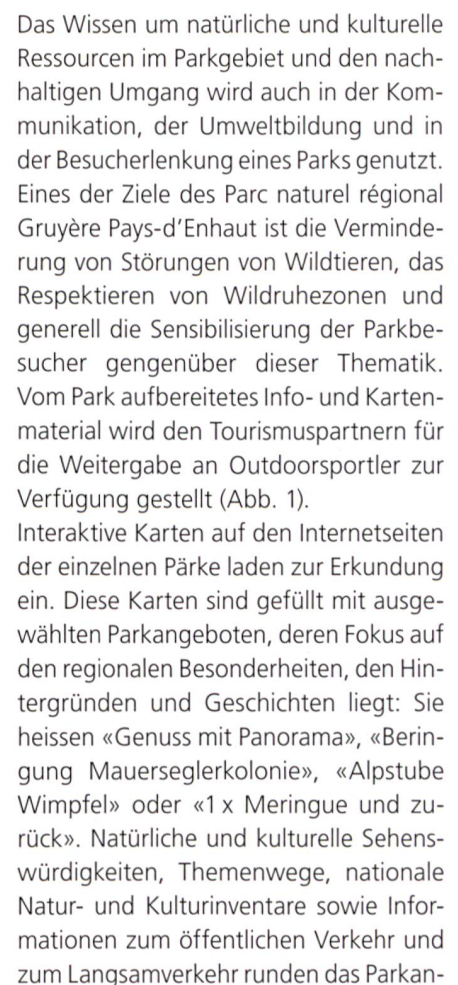 Das Wissen um natürliche und kulturelle
Ressourcen im Parkgebiet und den nach-
haltigen Umgang wird auch in der Kom-
munikation, der Umweltbildung und in
der Besucherlenkung eines Parks genutzt.
Eines der Ziele des Parc naturel régional
Gruyère Pays-d'Enhaut ist die Verminde-
rung von Störungen von Wildtieren, das
Respektieren von Wildruhezonen und
generell die Sensibilisierung der Parkbe-
sucher gengenüber dieser Thematik.
Vom Park aufbereitetes Info- und Karten-
material wird den Tourismuspartnern für
die Weitergabe an Outdoorsportler zur
Verfügung gestellt (Abb. 1).
Interaktive Karten auf den Internetseiten
der einzelnen Pärke laden zur Erkundung
ein. Diese Karten sind gefüllt mit ausge-
wählten Parkangeboten, deren Fokus auf
den regionalen Besonderheiten, den Hin-
tergründen und Geschichten liegt: Sie
heissen «Genuss mit Panorama», «Berin-
gung Mauerseglerkolonie», «Alpstube
Wimpfel» oder «1 x Meringue und zu-
rück». Natürliche und kulturelle Sehens-
würdigkeiten, Themenwege, nationale
Natur- und Kulturinventare sowie Infor-
mationen zum öffentlichen Verkehr und
zum Langsamverkehr runden das Parkan-